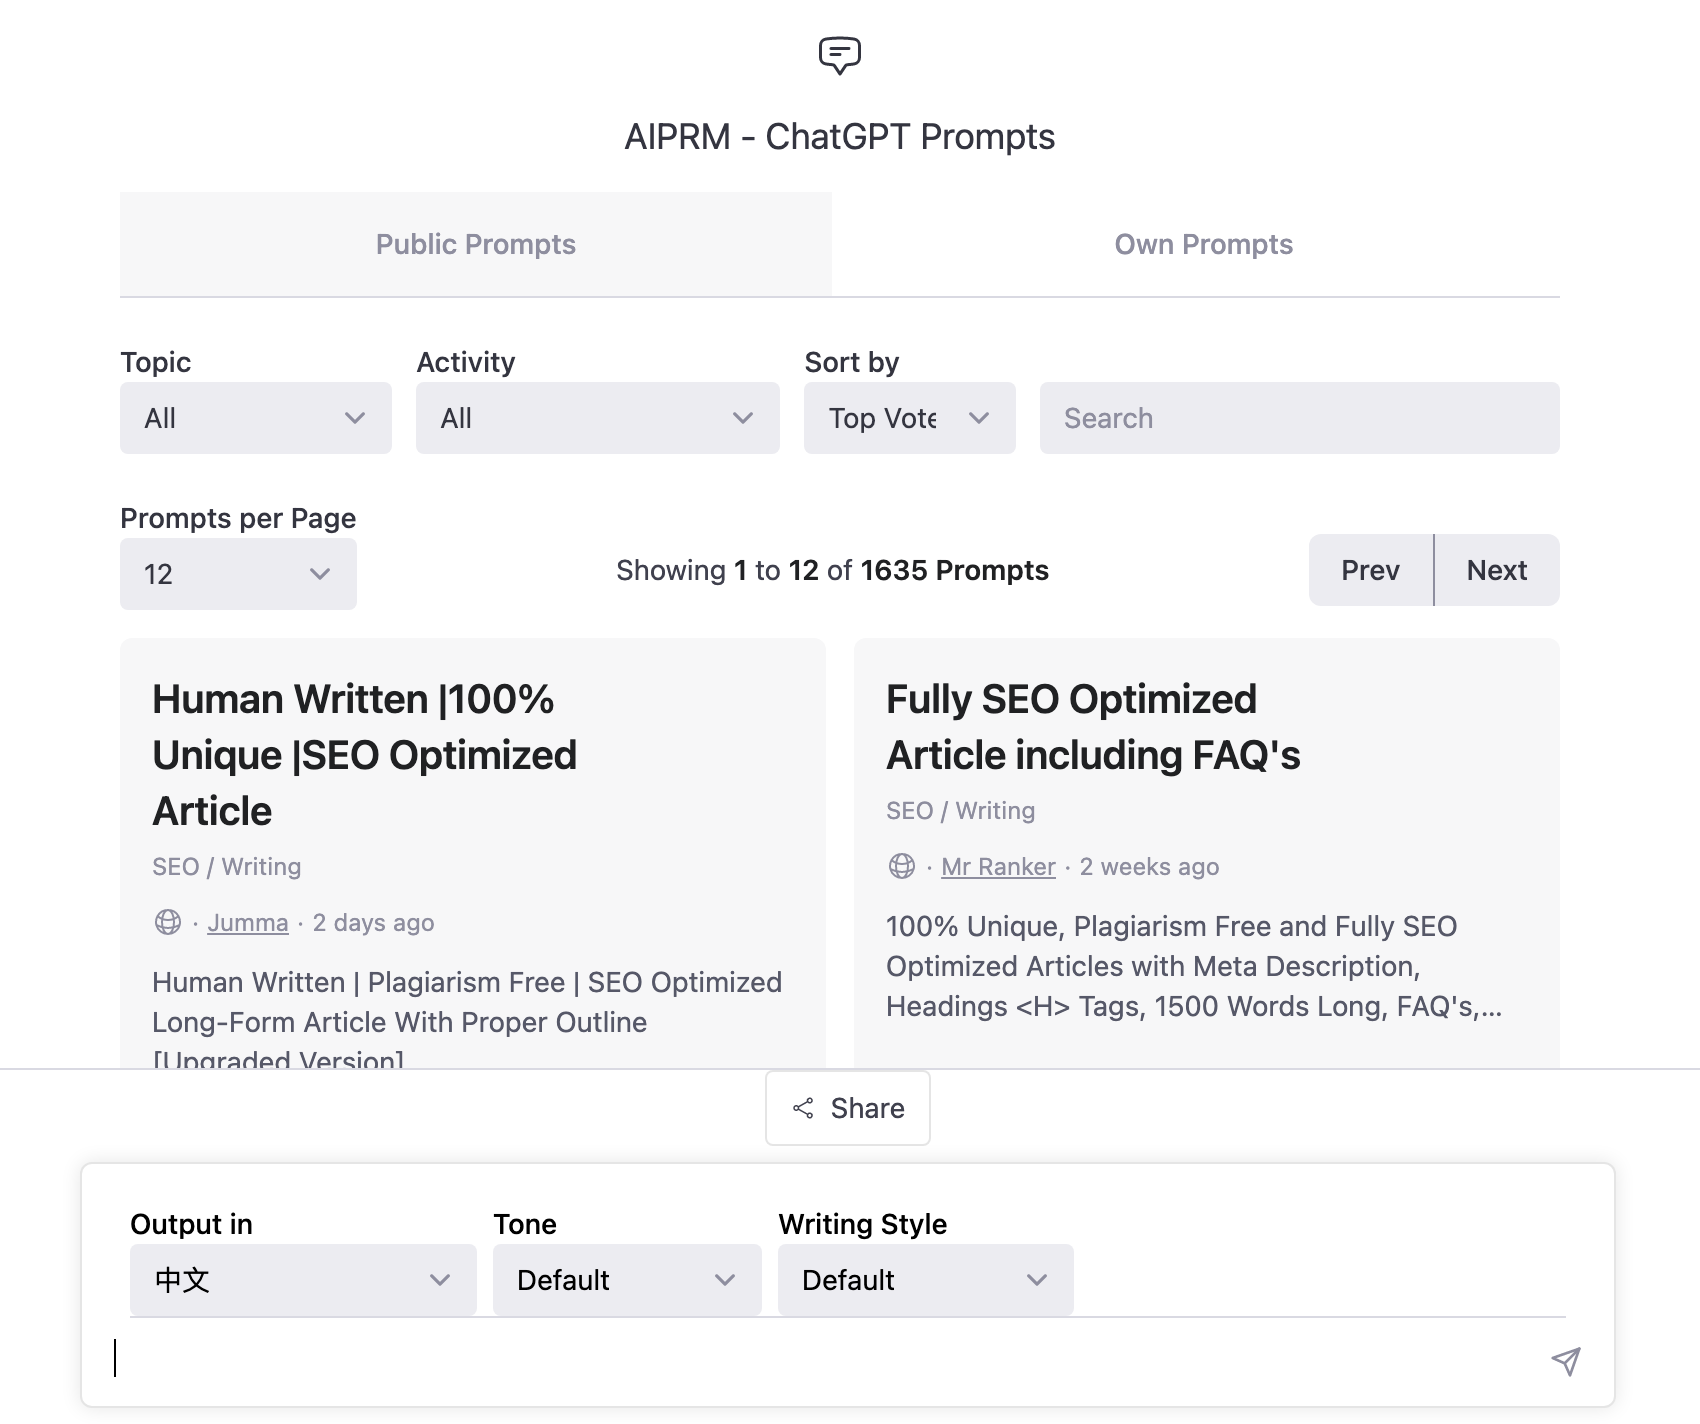 AIPRM - ChatGPT Prompts
Public Prompts
Own Prompts
Topic
Activity
Sort by
All
All
Top Vote
Search
Prompts per Page
12
Showing 1 to 12 of 1635 Prompts
Prev
Next
Human Written |100%
Unique |SEO Optimized
Article
SEO / Writing
· Jumma · 2 days ago
Human Written | Plagiarism Free | SEO Optimized
Long-Form Article With Proper Outline
[Upgraded Version]
Fully SEO Optimized
Article including FAQ's
SEO / Writing
· Mr Ranker · 2 weeks ago
100% Unique, Plagiarism Free and Fully SEO
Optimized Articles with Meta Description,
Headings <H> Tags, 1500 Words Long, FAQ's,...
Share
Output in
Tone
Writing Style
中文
Default
Default